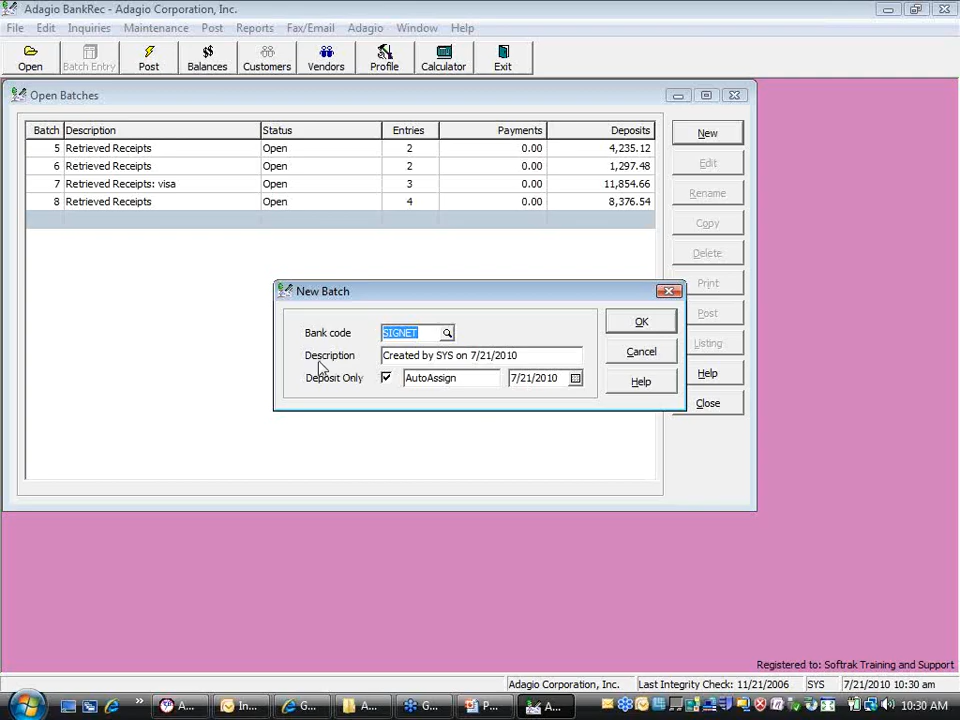 Adagio BankRec - Adagio Corporation, Inc.
File Edit Inquiries Maintenance Post Reports Fax/Email Adagio Window Help
Open Batch Entry Post Balances Customers Vendors Profile Calculator Exit
Open Batches
Batch Description Status Entries Payments Deposits
5 Retrieved Receipts Open 2 0.00 4,235.12
6 Retrieved Receipts Open 2 0.00 1,297.48
7 Retrieved Receipts: visa Open 3 0.00 11,854.66
8 Retrieved Receipts Open 4 0.00 8,376.54
New
Edit
Rename
Copy
Delete
Print
Post
Listing
Help
Close
New Batch
Bank code SIGNET
Description Created by SYS on 7/21/2010
Deposit Only AutoAssign 7/21/2010
OK
Cancel
Help
Registered to: Softrak Training and Support
Adagio Corporation, Inc. Last Integrity Check: 11/21/2006 SYS 7/21/2010 10:30 am
» A... In... G... A... G... P... A... 10:30 AM